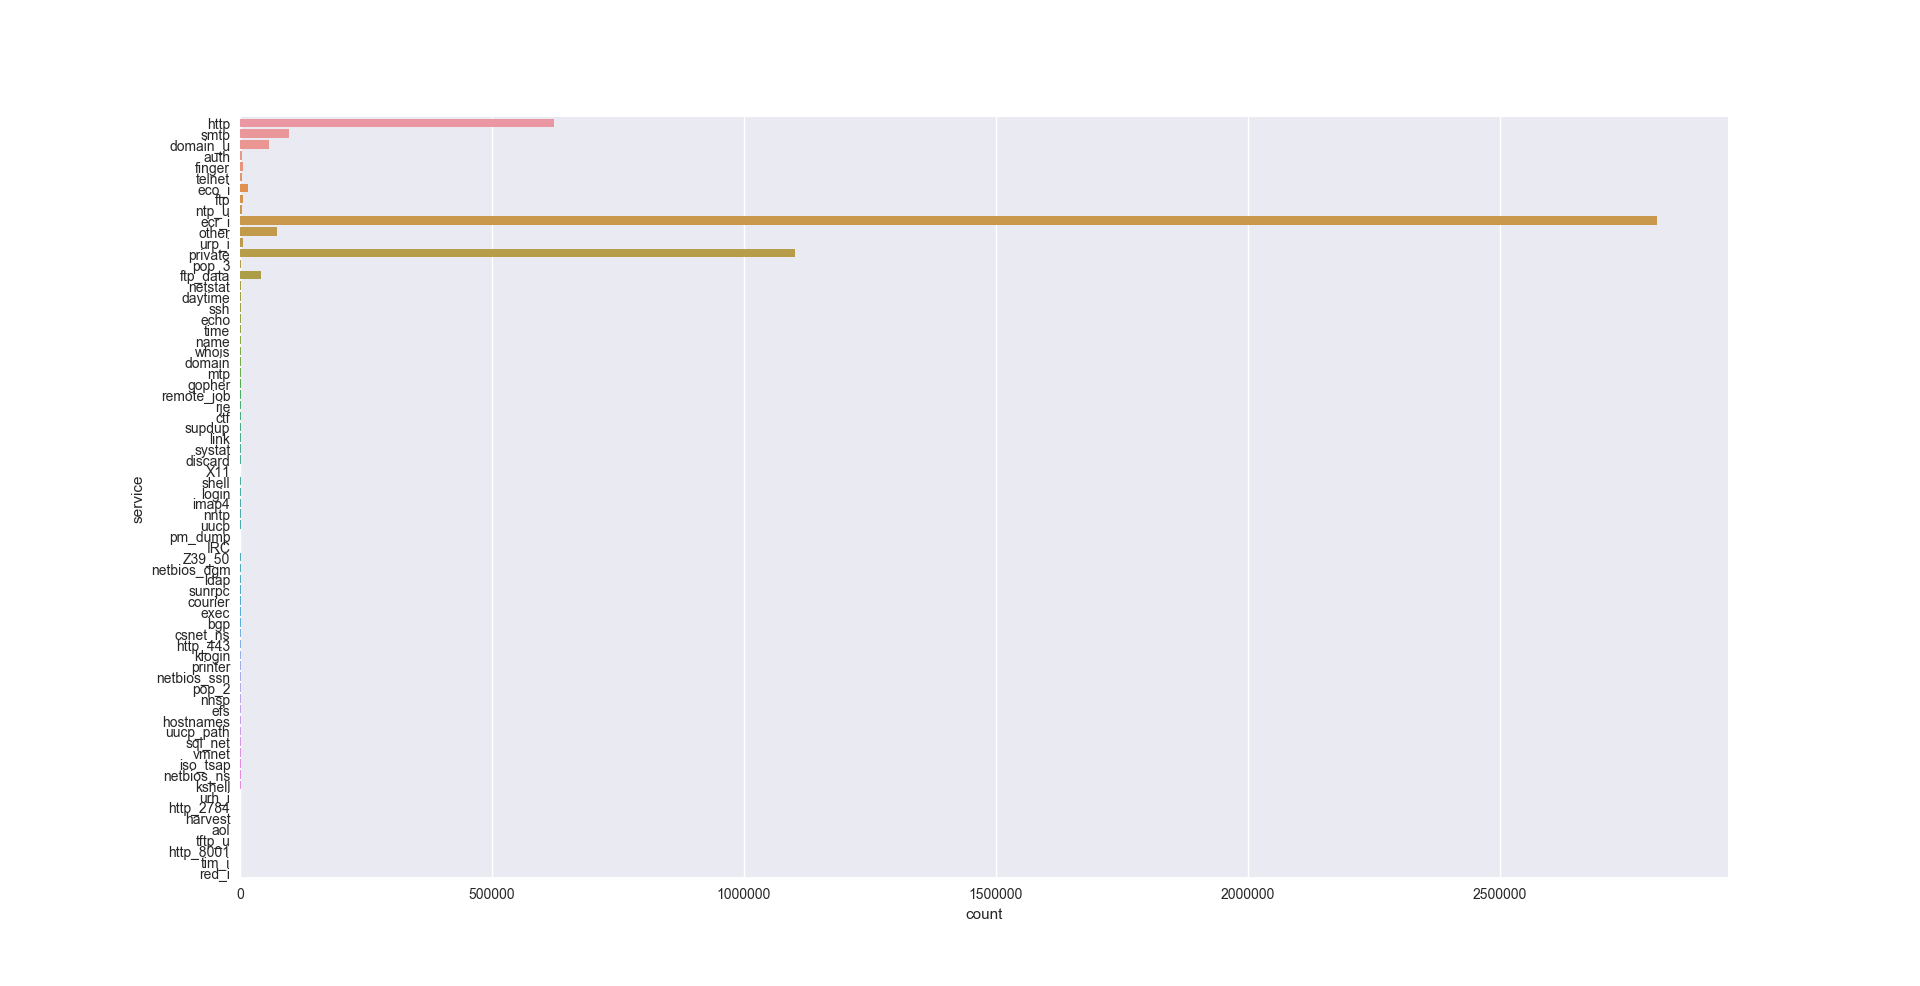 http
smtp
domain_u
auth
finger
telnet
eco_i
ftp
ntp_u
ecr_i
other
urp_i
private
pop_3
ftp_data
netstat
daytime
ssh
echo
time
name
whois
domain
mtp
gopher
remote_job
rje
ctf
supdup
link
systat
discard
X11
shell
login
imap4
nntp
uucp
pm_dump
IRC
Z39_50
netbios_dgm
ldap
sunrpc
courier
exec
bgp
csnet_ns
http_443
klogin
printer
netbios_ssn
pop_2
nnsp
efs
hostnames
uucp_path
sql_net
vmnet
iso_tsap
netbios_ns
kshell
urh_i
http_2784
harvest
aol
tftp_u
http_8001
tim_i
red_i
service
0 500000 1000000 1500000 2000000 2500000
count